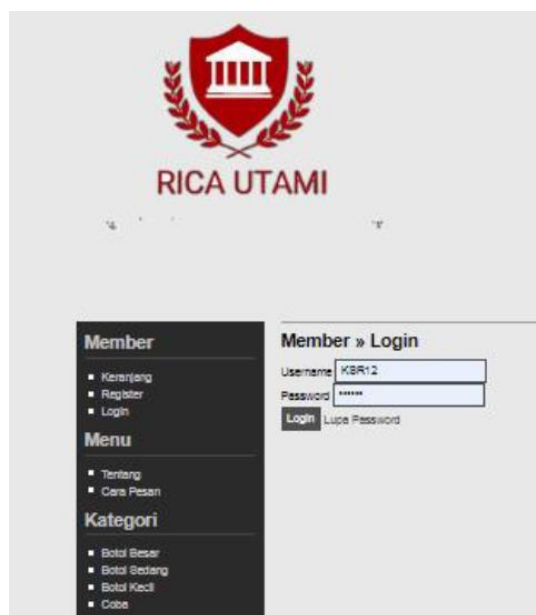 RICA UTAMI
Member
Keranjang
Register
Login
Menu
Tentang
Cara Pesan
Kategori
Botol Besar
Botol Sedang
Botol Kecil
Coba
Member » Login
Username KSR12
Password ••••••
Login Lupa Password